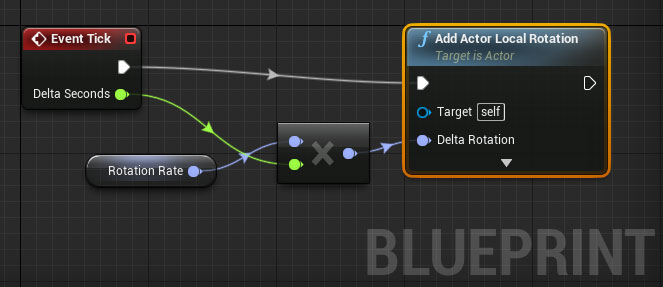 Event Tick
Delta Seconds
Rotation Rate
Add Actor Local Rotation
Target is Actor
Target self
Delta Rotation
BLUEPRINT